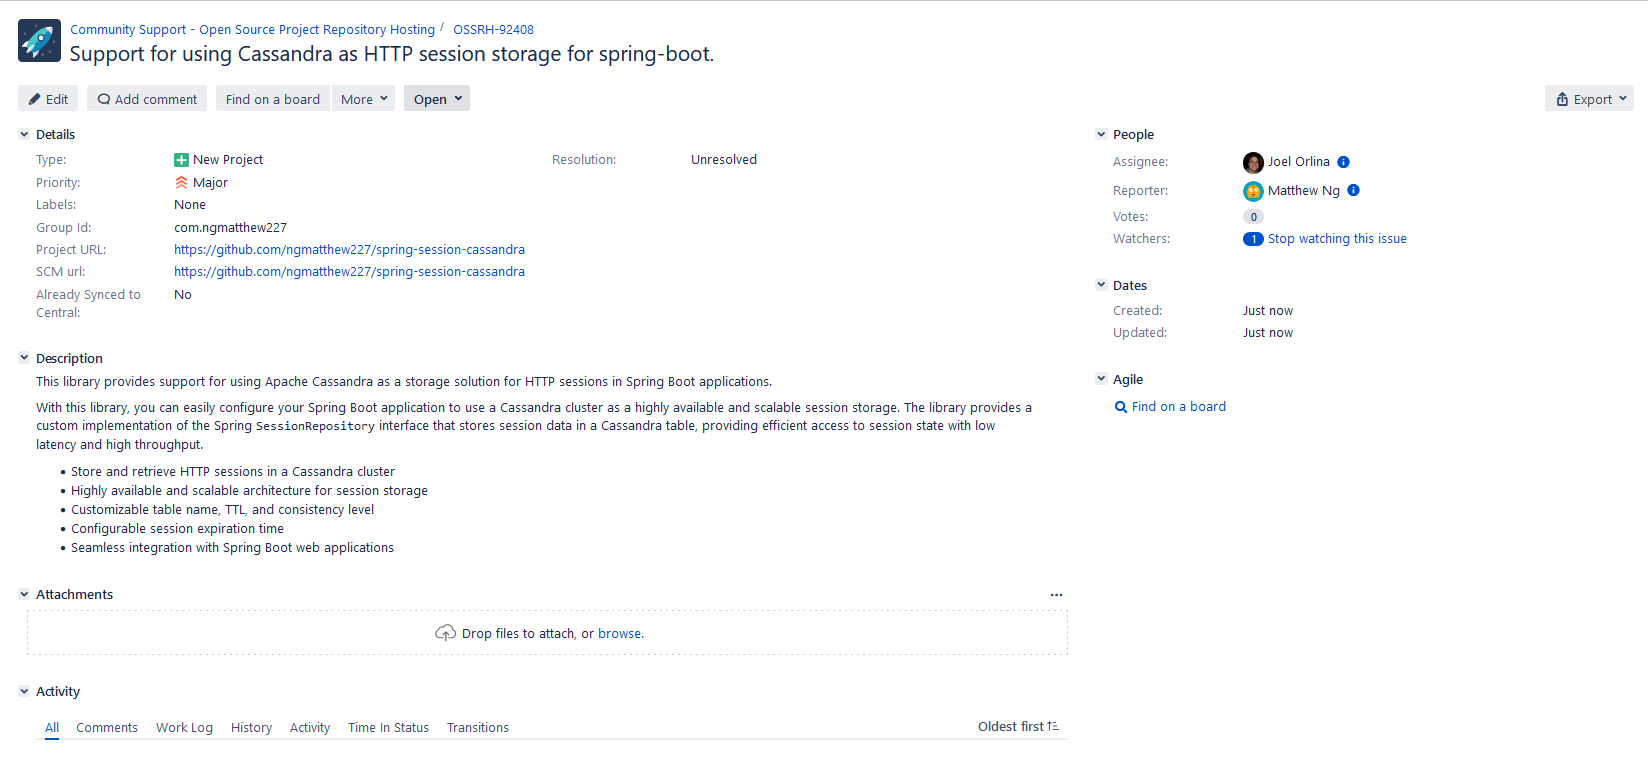 Community Support - Open Source Project Repository Hosting / OSSRH-92408
Support for using Cassandra as HTTP session storage for spring-boot.
Edit Add comment Find on a board More Open Export
Details
Type: New Project Resolution: Unresolved
Priority: Major
Labels: None
Group Id: com.ngmatthew227
Project URL: https://github.com/ngmatthew227/spring-session-cassandra
SCM url: https://github.com/ngmatthew227/spring-session-cassandra
Already Synced to No
Central:
Description
This library provides support for using Apache Cassandra as a storage solution for HTTP sessions in Spring Boot applications.
With this library, you can easily configure your Spring Boot application to use a Cassandra cluster as a highly available and scalable session storage. The library provides a
custom implementation of the Spring SessionRepository interface that stores session data in a Cassandra table, providing efficient access to session state with low
latency and high throughput.
• Store and retrieve HTTP sessions in a Cassandra cluster
• Highly available and scalable architecture for session storage
• Customizable table name, TTL, and consistency level
• Configurable session expiration time
• Seamless integration with Spring Boot web applications
Attachments
Drop files to attach, or browse.
Activity
All Comments Work Log History Activity Time In Status Transitions Oldest first
People
Assignee: Joel Orlina
Reporter: Matthew Ng
Votes: 0
Watchers: 1 Stop watching this issue
Dates
Created: Just now
Updated: Just now
Agile
Find on a board